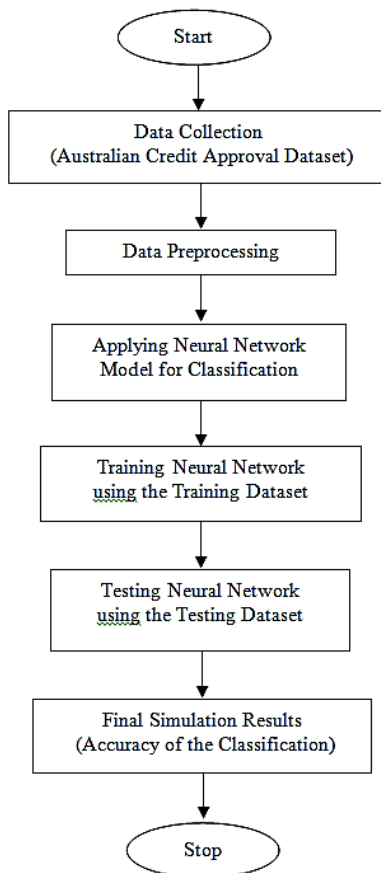 Start
Data Collection
(Australian Credit Approval Dataset)
Data Preprocessing
Applying Neural Network
Model for Classification
Training Neural Network
using the Training Dataset
Testing Neural Network
using the Testing Dataset
Final Simulation Results
(Accuracy of the Classification)
Stop